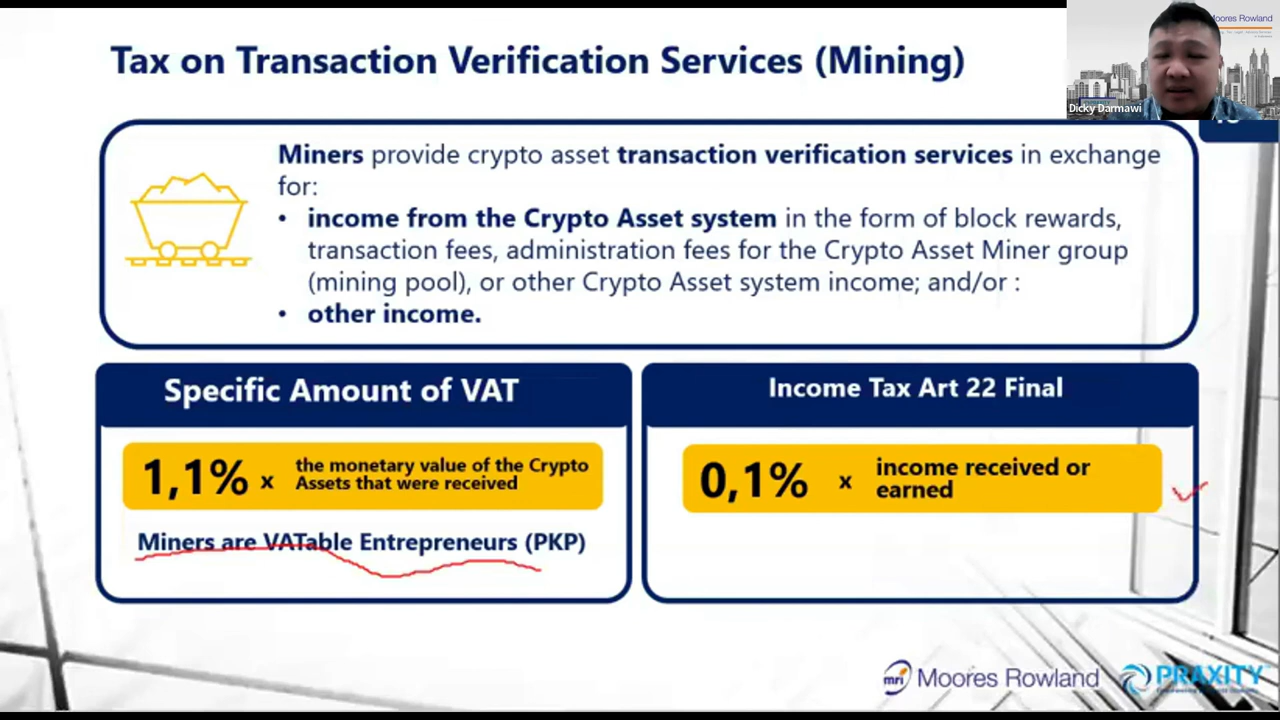 Tax on Transaction Verification Services (Mining)
Moores Rowland
Dicky Darmawi
Miners provide crypto asset transaction verification services in exchange
for:
• income from the Crypto Asset system in the form of block rewards,
transaction fees, administration fees for the Crypto Asset Miner group
(mining pool), or other Crypto Asset system income; and/or :
• other income.
Specific Amount of VAT
1,1% x the monetary value of the Crypto
Assets that were received
Miners are VATable Entrepreneurs (PKP)
Income Tax Art 22 Final
0,1% x income received or
earned
mri Moores Rowland
PRAXITY